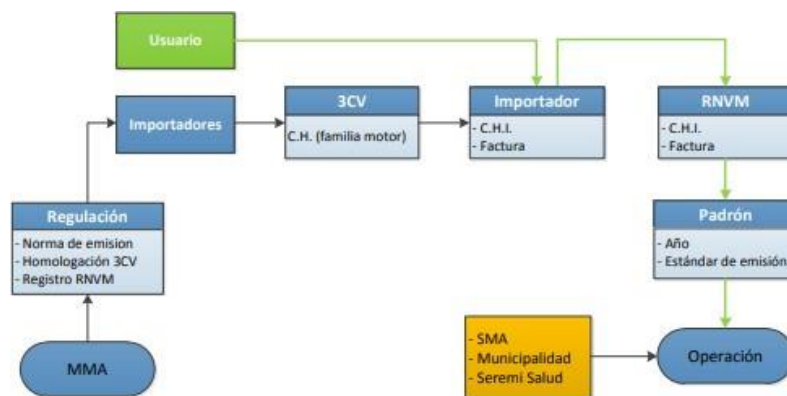 Usuario
Importadores
3CV
C.H. (familia motor)
Importador
- C.H.I.
- Factura
RNVM
- C.H.I.
- Factura
Regulación
- Norma de emision
- Homologación 3CV
- Registro RNVM
Padrón
- Año
- Estándar de emisión
MMA
- SMA
- Municipalidad
- Seremi Salud
Operación